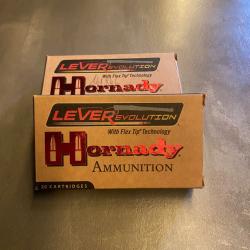 LEVERevolution
With Flex Tip Technology
Hornady
LEVERevolution
With Flex Tip Technology
Hornady
AMMUNITION
20 CARTRIDGES